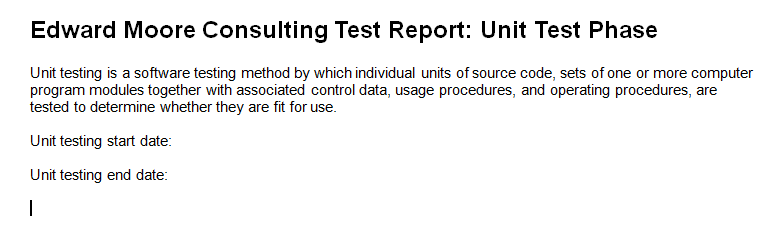 Edward Moore Consulting Test Report: Unit Test Phase
Unit testing is a software testing method by which individual units of source code, sets of one or more computer
program modules together with associated control data, usage procedures, and operating procedures, are
tested to determine whether they are fit for use.
Unit testing start date:
Unit testing end date: